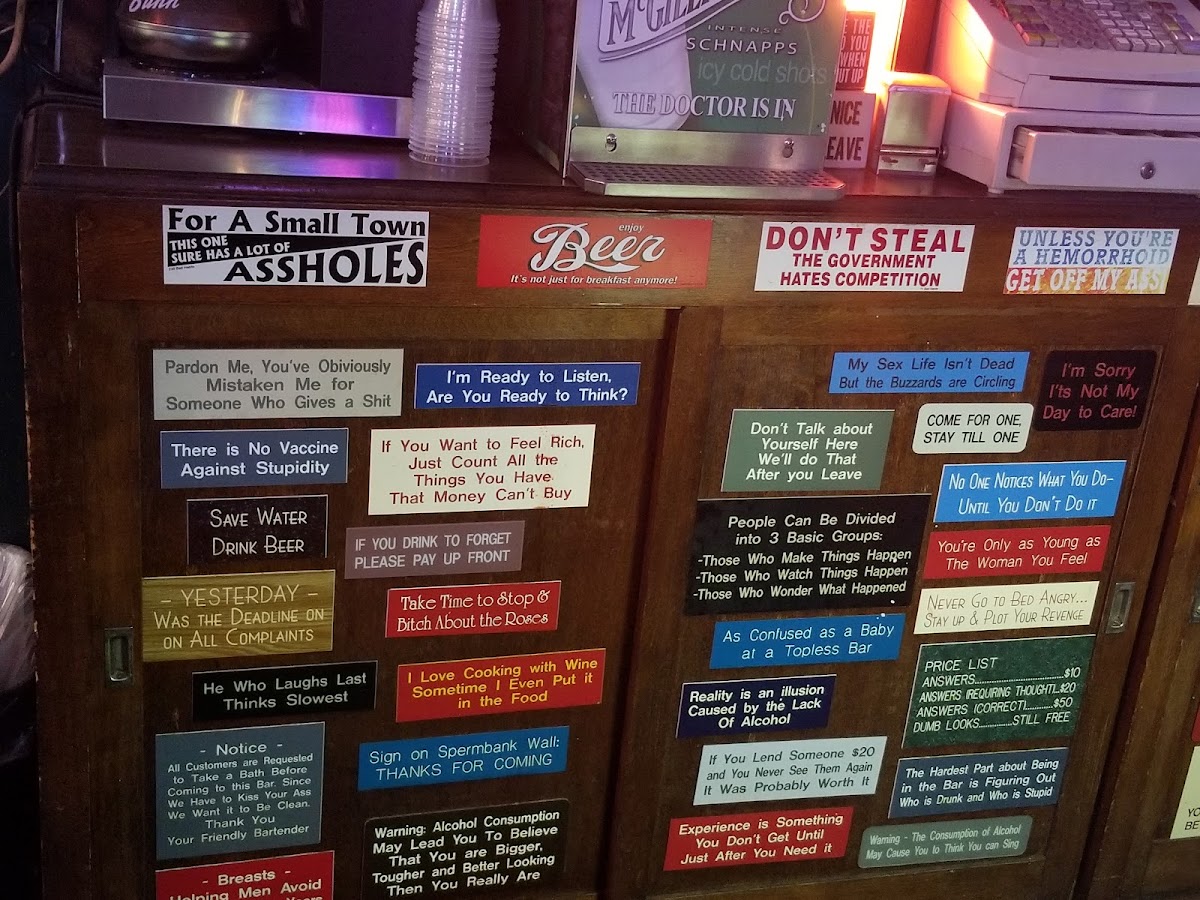 Bunn
McGill
INTENSE
SCHNAPPS
icy cold shots
THE DOCTOR IS IN
NICE
LEAVE
For A Small Town
THIS ONE
SURE HAS A LOT OF
ASSHOLES
enjoy
Beer
It's not just for breakfast anymore!
DON'T STEAL
THE GOVERNMENT
HATES COMPETITION
UNLESS YOU'RE
A HEMORRHOID
GET OFF MY ASS
Pardon Me, You've Obiviously
Mistaken Me for
Someone Who Gives a Shit
I'm Ready to Listen,
Are You Ready to Think?
There is No Vaccine
Against Stupidity
If You Want to Feel Rich,
Just Count All the
Things You Have
That Money Can't Buy
SAVE WATER
DRINK BEER
IF YOU DRINK TO FORGET
PLEASE PAY UP FRONT
- YESTERDAY -
WAS THE DEADLINE ON
ON ALL COMPLAINTS
Take Time to Stop &
Bitch About the Roses
He Who Laughs Last
Thinks Slowest
I Love Cooking with Wine
Sometime I Even Put it
in the Food
- Notice -
All Customers are Requested
to Take a Bath Before
Coming to this Bar. Since
We Have to Kiss Your Ass
We Want it to Be Clean.
Thank You
Your Friendly Bartender
Sign on Spermbank Wall:
THANKS FOR COMING
Warning: Alcohol Consumption
May Lead You To Believe
That You are Bigger,
Tougher and Better Looking
Then You Really Are
- Breasts -
Helping Men Avoid
My Sex Life Isn't Dead
But the Buzzards are Circling
I'm Sorry
I'ts Not My
Day to Care!
Don't Talk about
Yourself Here
We'll do That
After you Leave
COME FOR ONE,
STAY TILL ONE
No One Notices What You Do-
Until You Don't Do it
People Can Be Divided
into 3 Basic Groups:
-Those Who Make Things Happen
-Those Who Watch Things Happen
-Those Who Wonder What Happened
You're Only as Young as
The Woman You Feel
Never Go to Bed Angry...
Stay up & Plot Your Revenge
As Confused as a Baby
at a Topless Bar
PRICE LIST
ANSWERS...............................$10
ANSWERS (REQUIRING THOUGHT)...$20
ANSWERS (CORRECT)...........$50
DUMB LOOKS..............STILL FREE
Reality is an illusion
Caused by the Lack
Of Alcohol
If You Lend Someone $20
and You Never See Them Again
It Was Probably Worth It
The Hardest Part about Being
in the Bar is Figuring Out
Who is Drunk and Who is Stupid
Experience is Something
You Don't Get Until
Just After You Need it
Warning - The Consumption of Alcohol
May Cause You to Think You can Sing